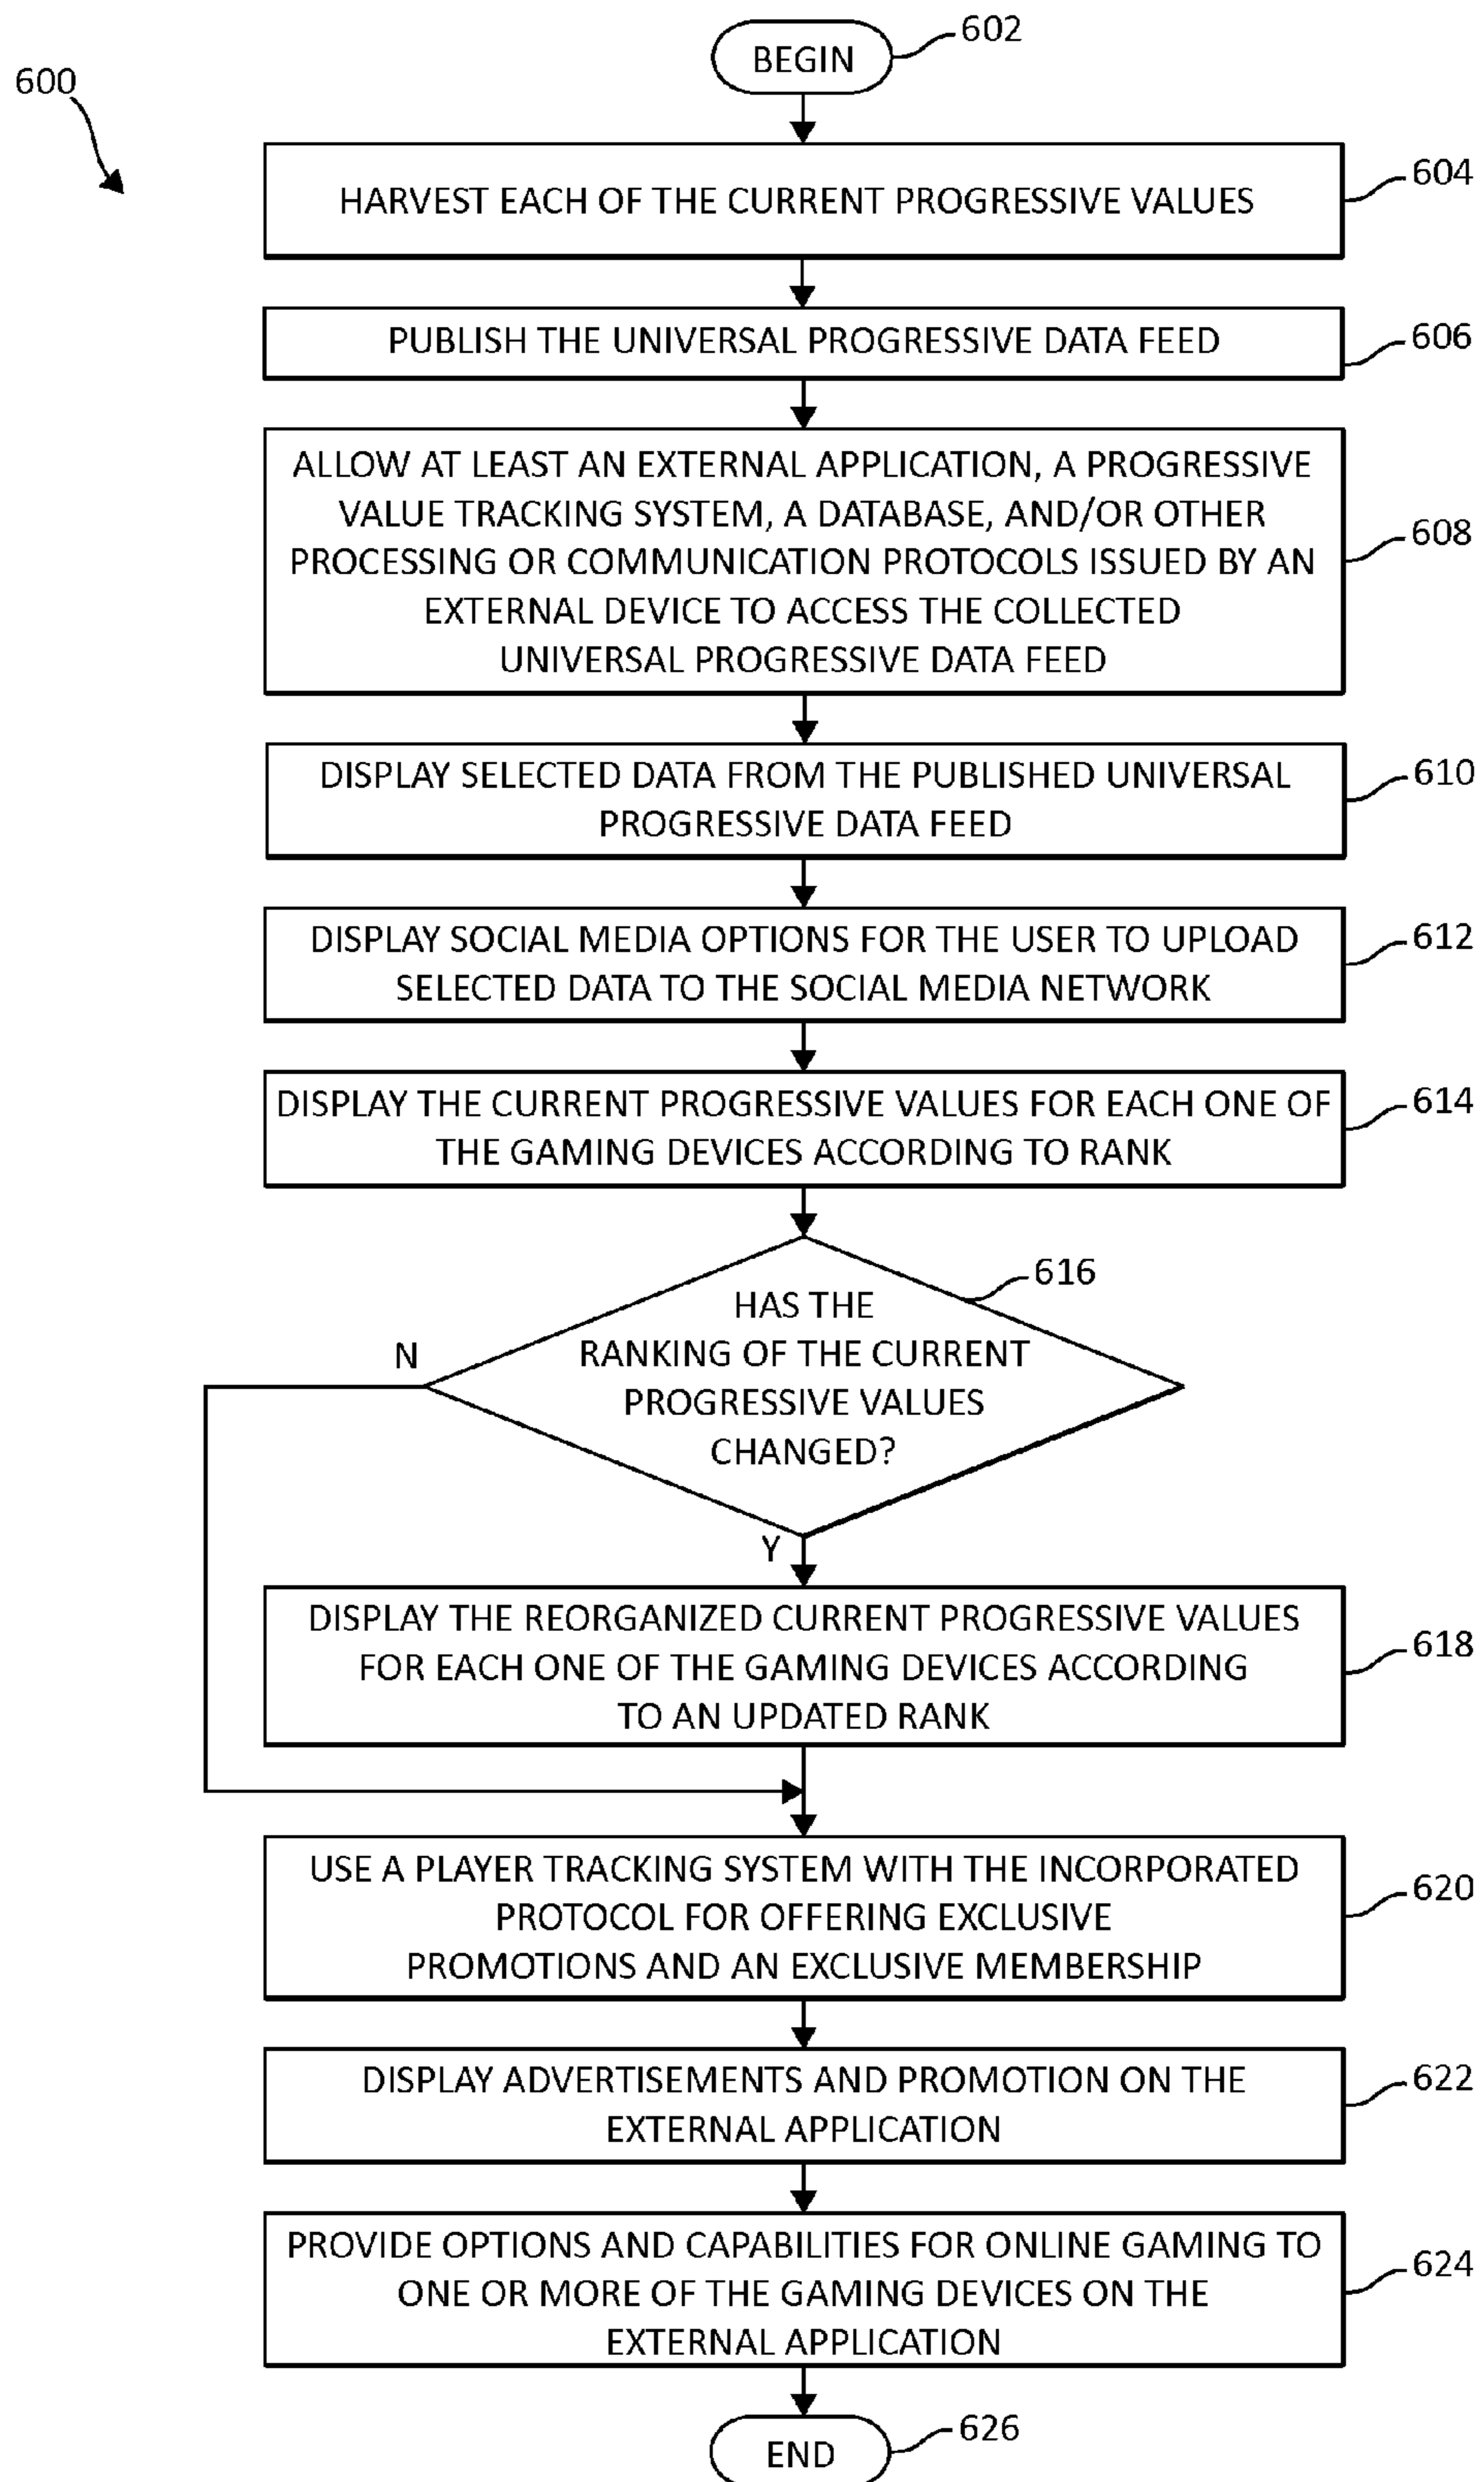 600
BEGIN
602
HARVEST EACH OF THE CURRENT PROGRESSIVE VALUES
604
PUBLISH THE UNIVERSAL PROGRESSIVE DATA FEED
606
ALLOW AT LEAST AN EXTERNAL APPLICATION, A PROGRESSIVE
VALUE TRACKING SYSTEM, A DATABASE, AND/OR OTHER
PROCESSING OR COMMUNICATION PROTOCOLS ISSUED BY AN
EXTERNAL DEVICE TO ACCESS THE COLLECTED
UNIVERSAL PROGRESSIVE DATA FEED
608
DISPLAY SELECTED DATA FROM THE PUBLISHED UNIVERSAL
PROGRESSIVE DATA FEED
610
DISPLAY SOCIAL MEDIA OPTIONS FOR THE USER TO UPLOAD
SELECTED DATA TO THE SOCIAL MEDIA NETWORK
612
DISPLAY THE CURRENT PROGRESSIVE VALUES FOR EACH ONE OF
THE GAMING DEVICES ACCORDING TO RANK
614
HAS THE
RANKING OF THE CURRENT
PROGRESSIVE VALUES
CHANGED?
616
N
Y
DISPLAY THE REORGANIZED CURRENT PROGRESSIVE VALUES
FOR EACH ONE OF THE GAMING DEVICES ACCORDING
TO AN UPDATED RANK
618
USE A PLAYER TRACKING SYSTEM WITH THE INCORPORATED
PROTOCOL FOR OFFERING EXCLUSIVE
PROMOTIONS AND AN EXCLUSIVE MEMBERSHIP
620
DISPLAY ADVERTISEMENTS AND PROMOTION ON THE
EXTERNAL APPLICATION
622
PROVIDE OPTIONS AND CAPABILITIES FOR ONLINE GAMING TO
ONE OR MORE OF THE GAMING DEVICES ON THE
EXTERNAL APPLICATION
624
END
626